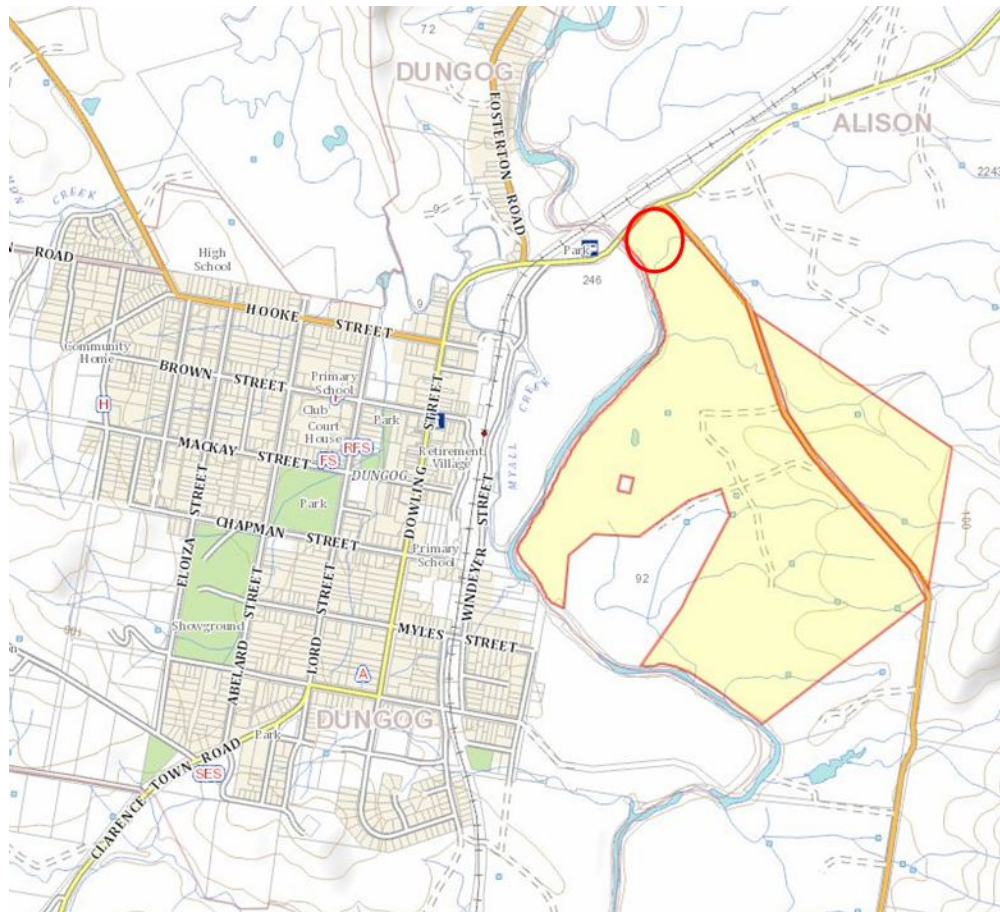 72
DUNGOG
FOSTERTON ROAD
ALISON
2243
CREEK
9
High
School
ROAD
Park
246
9
HOOKE STREET
Community
Home
BROWN STREET
Primary
School
Club
Court
House
Park
H
MACKAY STREET
FS
RFS
DUNGOG
Retirement
Village
MYALL CREEK
DOWLING STREET
WINDEYER STREET
Park
ELOIZA STREET
CHAPMAN STREET
Primary
School
92
100
ABELARD STREET
LORD STREET
Showground
MYLES STREET
A
DUNGOG
Park
SES
CLARENCE TOWN ROAD